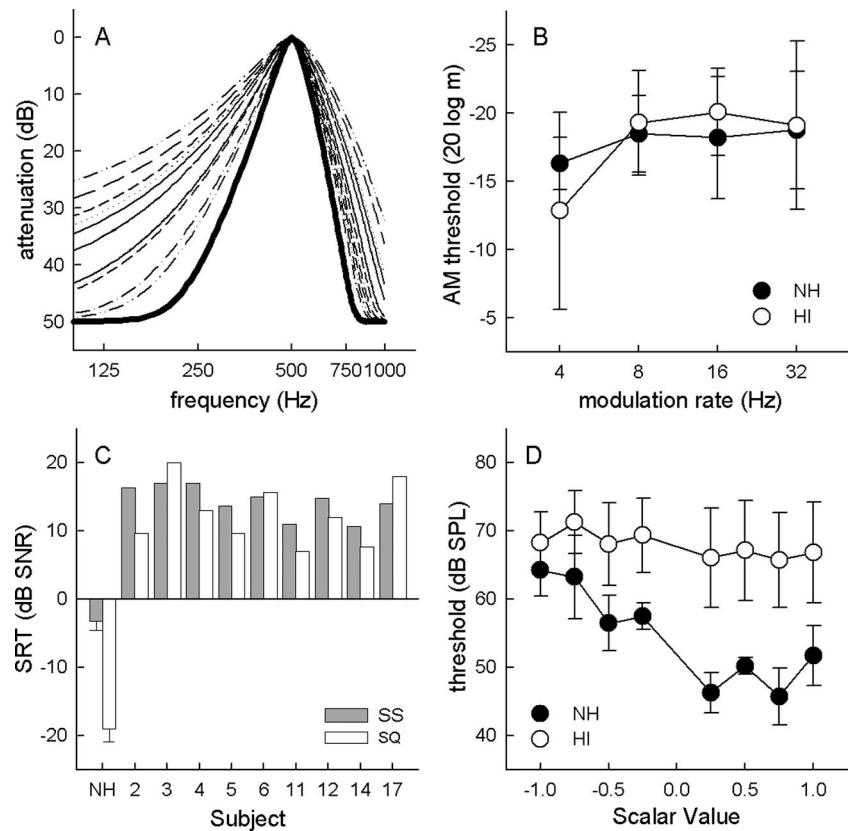 A
0
10
20
30
40
50
attenuation (dB)
125 250 500 750 1000
frequency (Hz)
B
-25
-20
-15
-10
-5
AM threshold (20 log m)
NH
HI
4 8 16 32
modulation rate (Hz)
C
20
10
0
-10
-20
SRT (dB SNR)
SS
SQ
NH 2 3 4 5 6 11 12 14 17
Subject
D
80
70
60
50
40
threshold (dB SPL)
NH
HI
-1.0 -0.5 0.0 0.5 1.0
Scalar Value